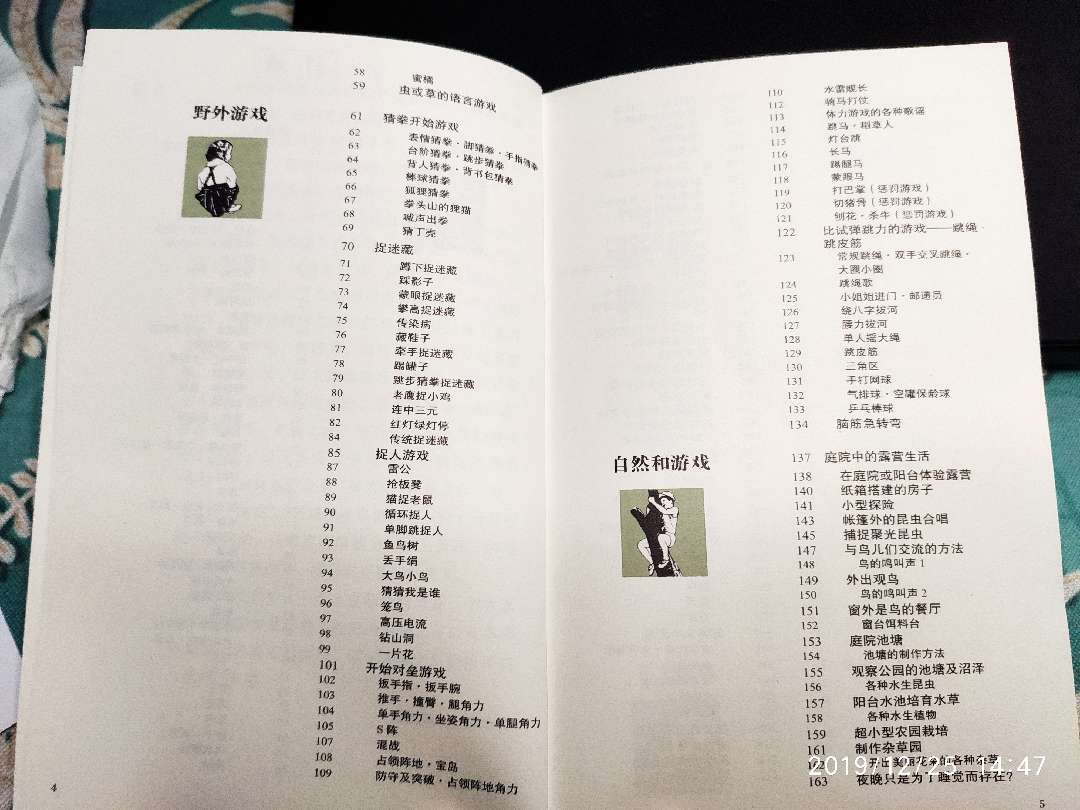 58 蜜橘
59 虫或草的语言游戏
野外游戏
61 猜拳开始游戏
62 表情猜拳·脚猜拳·手指猜拳
63 台阶猜拳·跳步猜拳
64 背人猜拳·背书包猜拳
65 棒球猜拳
66 狐狸猜拳
67 拳头山的狸猫
68 喊声出拳
69 猜丁壳
70 捉迷藏
71 蹲下捉迷藏
72 踩影子
73 蒙眼捉迷藏
74 攀高捉迷藏
75 传染病
76 藏鞋子
77 牵手捉迷藏
78 踢罐子
79 跳步猜拳捉迷藏
80 老鹰捉小鸡
81 连中三元
82 红灯绿灯停
84 传统捉迷藏
85 捉人游戏
87 雷公
88 抢板凳
89 猫捉老鼠
90 循环捉人
91 单脚跳捉人
92 鱼鸟树
93 丢手绢
94 大鸟小鸟
95 猜猜我是谁
96 笼鸟
97 高压电流
98 钻山洞
99 一片花
101 开始对垒游戏
102 扳手指·扳手腕
103 推手·撞臂·腿角力
104 单手角力·坐姿角力·单腿角力
105 S阵
107 混战
108 占领阵地·宝岛
109 防守及突破·占领阵地角力
4
110 水雷舰长
112 骑马打仗
113 体力游戏的各种歌谣
114 跳马·稻草人
115 灯台跳
116 长马
117 踢腿马
118 蒙眼马
119 打巴掌（惩罚游戏）
120 切猪骨（惩罚游戏）
121 刨花·杀牛（惩罚游戏）
122 比试弹跳力的游戏——跳绳·
跳皮筋
123 常规跳绳·双手交叉跳绳·
大圈小圈
124 跳绳歌
125 小姐姐进门·邮递员
126 绕八字拔河
127 腰力拔河
128 单人摇大绳
129 跳皮筋
130 三角区
131 手打网球
132 气排球·空罐保龄球
133 乒乓棒球
134 脑筋急转弯
自然和游戏
137 庭院中的露营生活
138 在庭院或阳台体验露营
140 纸箱搭建的房子
141 小型探险
143 帐篷外的昆虫合唱
145 捕捉聚光昆虫
147 与鸟儿们交流的方法
148 鸟的鸣叫声1
149 外出观鸟
150 鸟的鸣叫声2
151 窗外是鸟的餐厅
152 窗台饵料台
153 庭院池塘
154 池塘的制作方法
155 观察公园的池塘及沼泽
156 各种水生昆虫
157 阳台水池培育水草
158 各种水生植物
159 超小型农园栽培
161 制作杂草园
162 开出美丽花朵的各种杂草
163 夜晚只是为了睡觉而存在？
5
2019/12/25 14:47